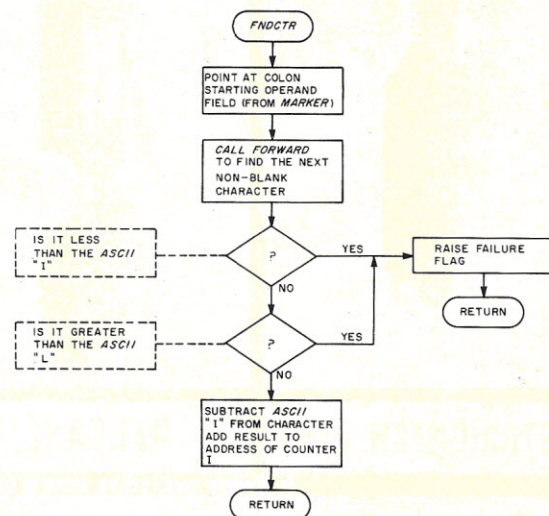 FNDCTR
POINT AT COLON
STARTING OPERAND
FIELD (FROM MARKER)
CALL FORWARD
TO FIND THE NEXT
NON-BLANK
CHARACTER
IS IT LESS
THAN THE ASCII
"I"
?
YES
NO
RAISE FAILURE
FLAG
RETURN
IS IT GREATER
THAN THE ASCII
"L"
?
YES
NO
SUBTRACT ASCII
"I" FROM CHARACTER
ADD RESULT TO
ADDRESS OF COUNTER
I
RETURN